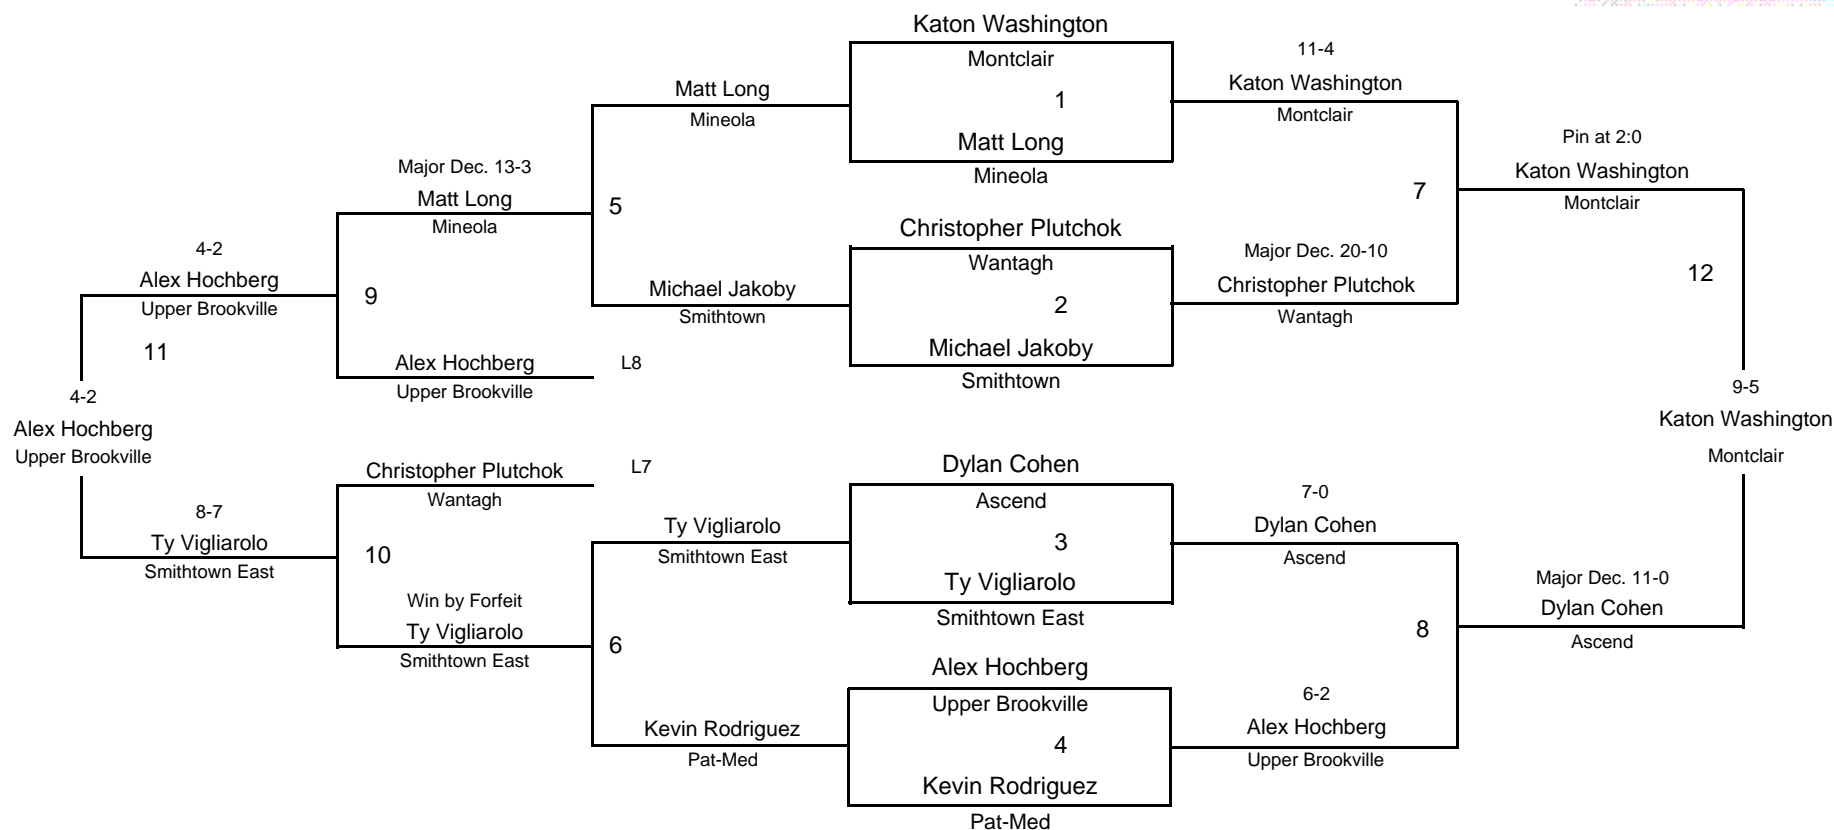 Katon Washington
Montclair
1
Matt Long
Mineola
11-4
Katon Washington
Montclair
Matt Long
Mineola
Pin at 2:0
Katon Washington
Montclair
Major Dec. 13-3
Matt Long
Mineola
5
7
Christopher Plutchok
Wantagh
2
Michael Jakoby
Smithtown
Major Dec. 20-10
Christopher Plutchok
Wantagh
12
4-2
Alex Hochberg
Upper Brookville
9
Michael Jakoby
Smithtown
11
Alex Hochberg
Upper Brookville
L8
4-2
Alex Hochberg
Upper Brookville
9-5
Katon Washington
Montclair
Christopher Plutchok
Wantagh
L7
Dylan Cohen
Ascend
3
Ty Vigliarolo
Smithtown East
7-0
Dylan Cohen
Ascend
8-7
Ty Vigliarolo
Smithtown East
10
Ty Vigliarolo
Smithtown East
Major Dec. 11-0
Dylan Cohen
Ascend
Win by Forfeit
Ty Vigliarolo
Smithtown East
6
8
Alex Hochberg
Upper Brookville
4
Kevin Rodriguez
Pat-Med
6-2
Alex Hochberg
Upper Brookville
Kevin Rodriguez
Pat-Med